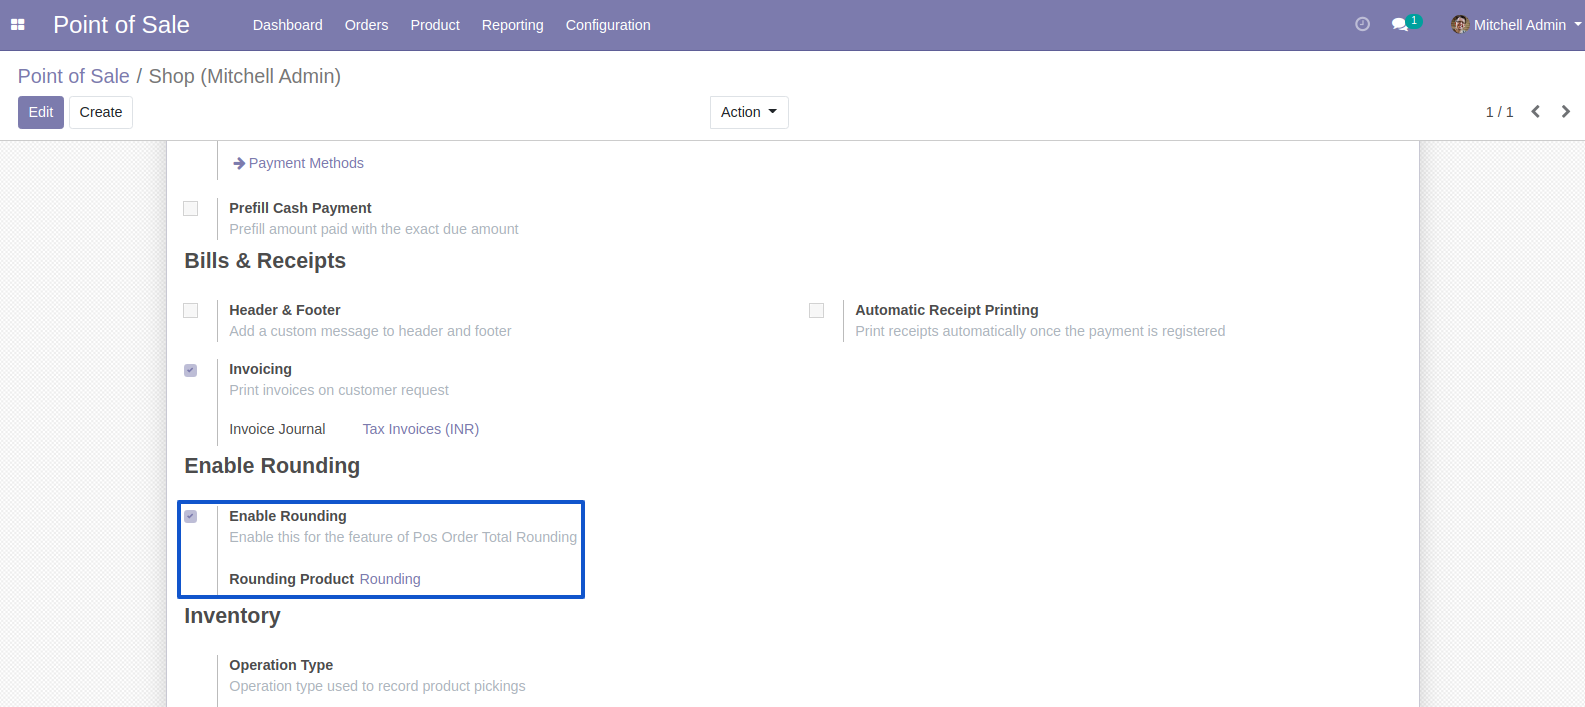 Point of Sale Dashboard Orders Product Reporting Configuration 1 Mitchell Admin
Point of Sale / Shop (Mitchell Admin)
Edit Create Action 1 / 1
Payment Methods
Prefill Cash Payment
Prefill amount paid with the exact due amount
Bills & Receipts
Header & Footer
Add a custom message to header and footer
Automatic Receipt Printing
Print receipts automatically once the payment is registered
Invoicing
Print invoices on customer request
Invoice Journal Tax Invoices (INR)
Enable Rounding
Enable Rounding
Enable this for the feature of Pos Order Total Rounding
Rounding Product Rounding
Inventory
Operation Type
Operation type used to record product pickings